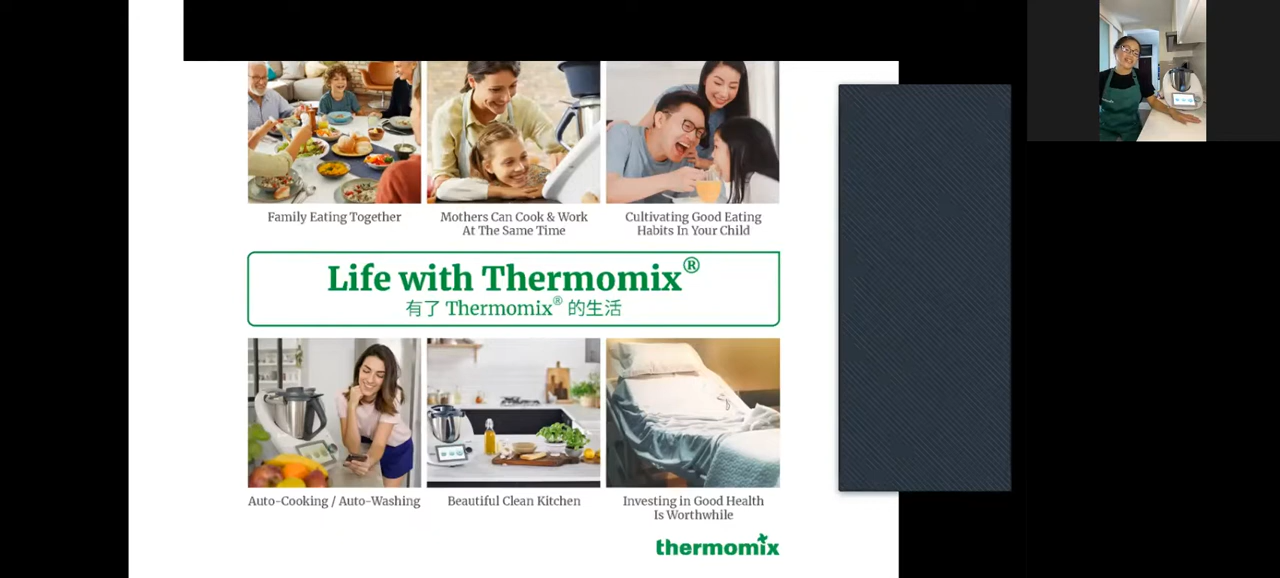 Family Eating Together
Mothers Can Cook & Work
At The Same Time
Cultivating Good Eating
Habits In Your Child
Life with Thermomix®
有了 Thermomix® 的生活
Auto-Cooking / Auto-Washing
Beautiful Clean Kitchen
Investing in Good Health
Is Worthwhile
thermomix